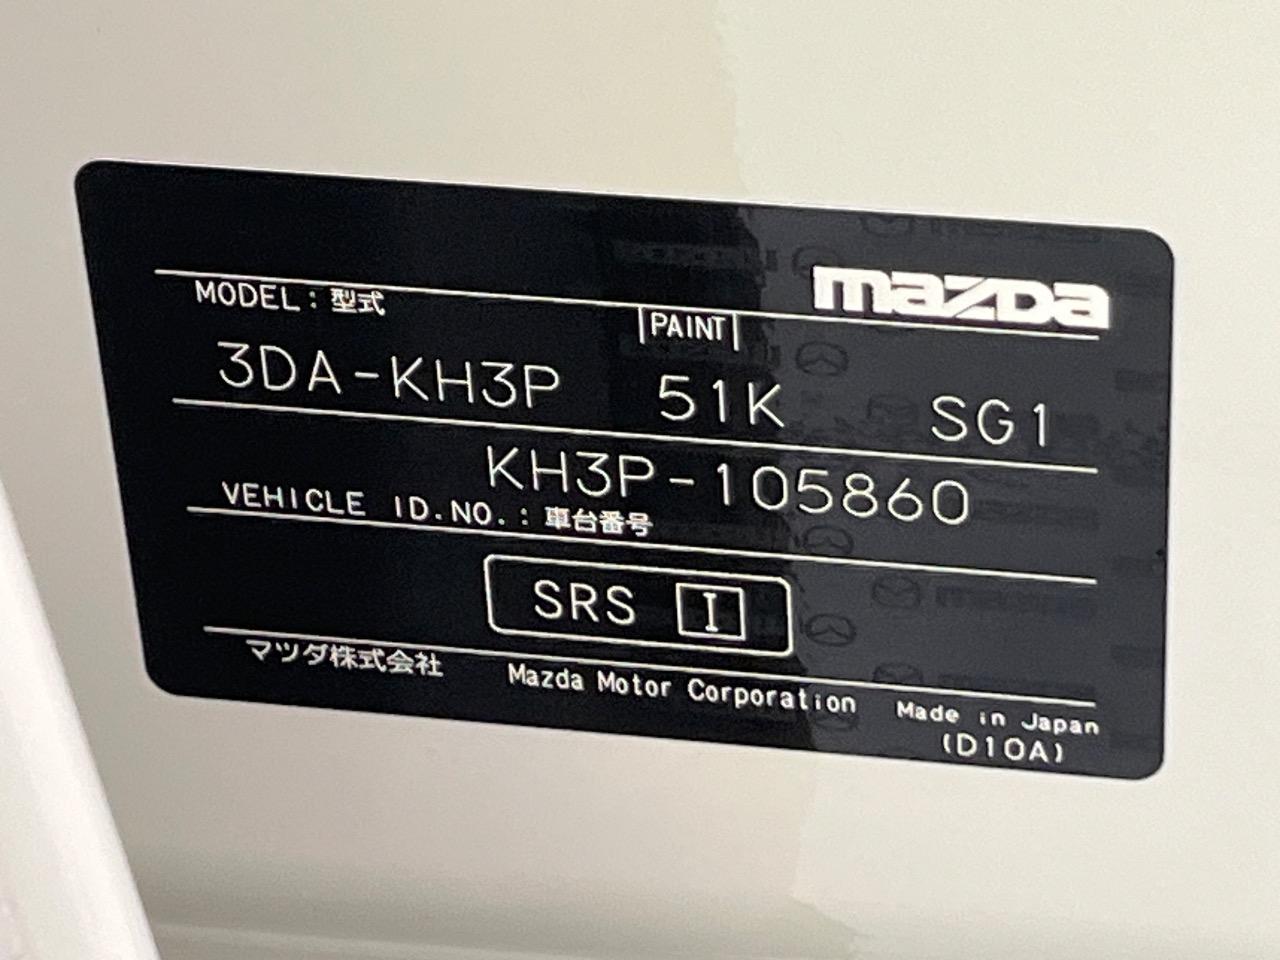 mazda
MODEL:型式
PAINT
3DA-KH3P 51K SG1
KH3P-105860
VEHICLE ID.NO.:車台番号
SRS I
マツダ株式会社 Mazda Motor Corporation Made in Japan
(D10A)